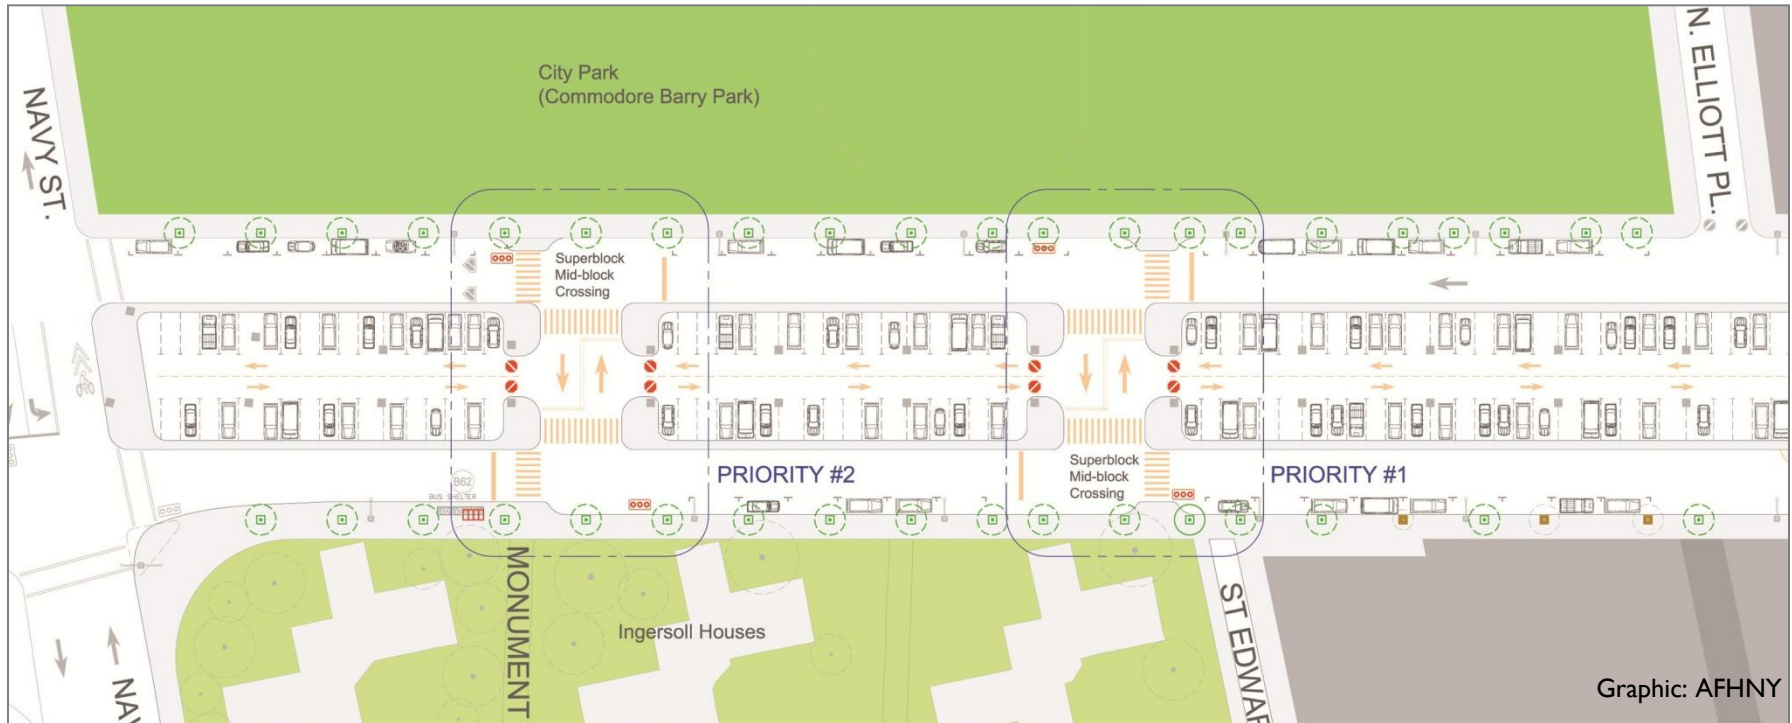 City Park
(Commodore Barry Park)
NAVY ST.
N. ELLIOTT PL.
Superblock
Mid-block
Crossing
PRIORITY #2
PRIORITY #1
Superblock
Mid-block
Crossing
B62
BUS SHELTER
MONUMENT
Ingersoll Houses
ST EDWAR
NAV
Graphic: AFHNY